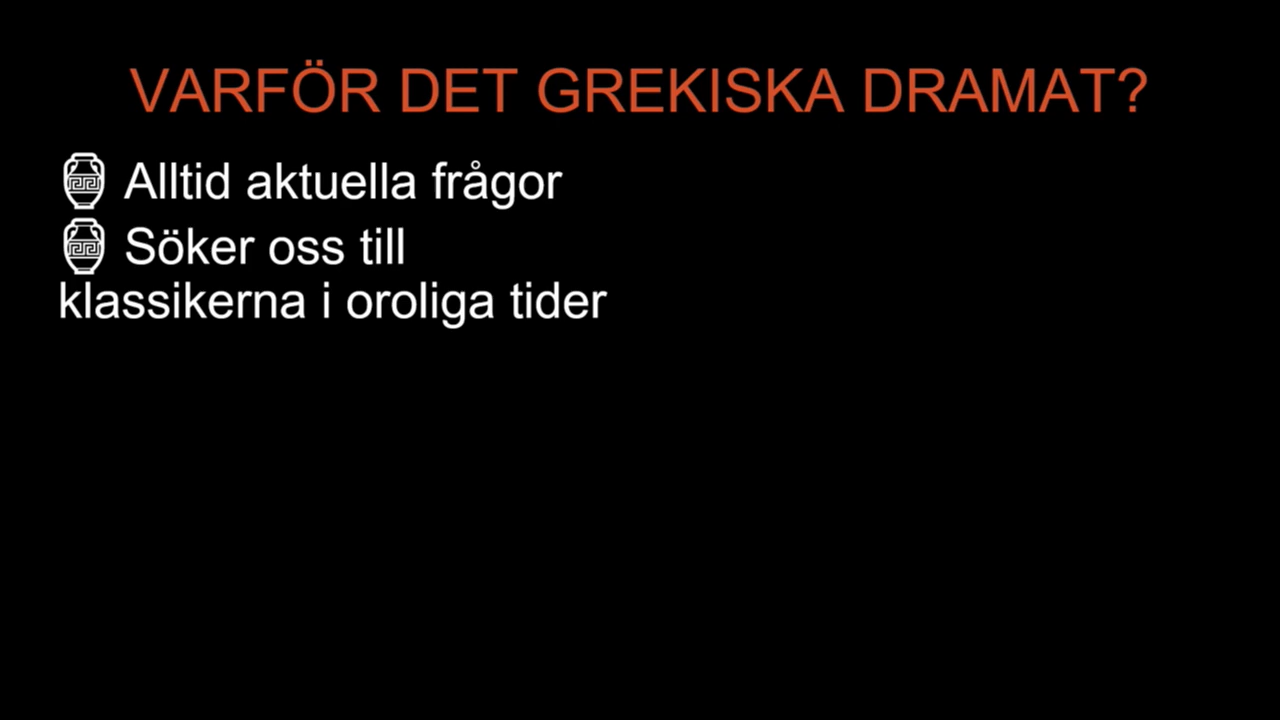 VARFÖR DET GREKISKA DRAMAT?
Alltid aktuella frågor
Söker oss till
klassikerna i oroliga tider